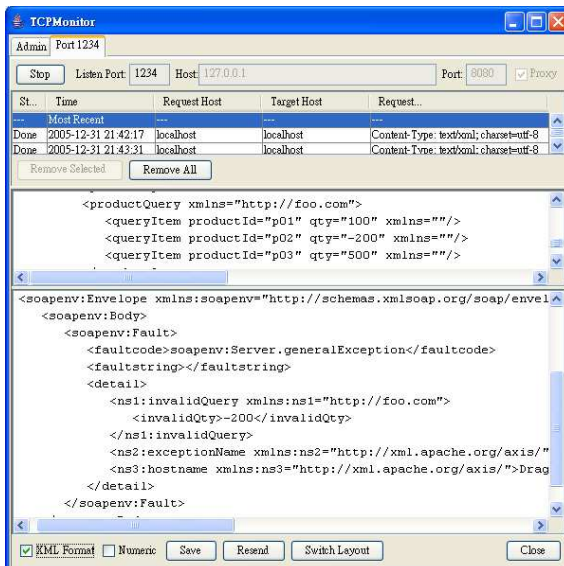 TCPMonitor
Admin Port 1234
Stop Listen Port: 1234 Host: 127.0.0.1 Port: 8080 Proxy
St... Time Request Host Target Host Request...
--- Most Recent --- --- ---
Done 2005-12-31 21:42:17 localhost localhost Content-Type: text/xml; charset=utf-8
Done 2005-12-31 21:43:31 localhost localhost Content-Type: text/xml; charset=utf-8
Remove Selected Remove All
<productQuery xmlns="http://foo.com">
<queryItem productId="p01" qty="100" xmlns=""/>
<queryItem productId="p02" qty="-200" xmlns=""/>
<queryItem productId="p03" qty="500" xmlns=""/>
<soapenv:Envelope xmlns:soapenv="http://schemas.xmlsoap.org/soap/envel
<soapenv:Body>
<soapenv:Fault>
<faultcode>soapenv:Server.generalException</faultcode>
<faultstring></faultstring>
<detail>
<ns1:invalidQuery xmlns:ns1="http://foo.com">
<invalidQty>-200</invalidQty>
</ns1:invalidQuery>
<ns2:exceptionName xmlns:ns2="http://xml.apache.org/axis/"
<ns3:hostname xmlns:ns3="http://xml.apache.org/axis/">Drag
</detail>
</soapenv:Fault>
XML Format Numeric Save Resend Switch Layout Close